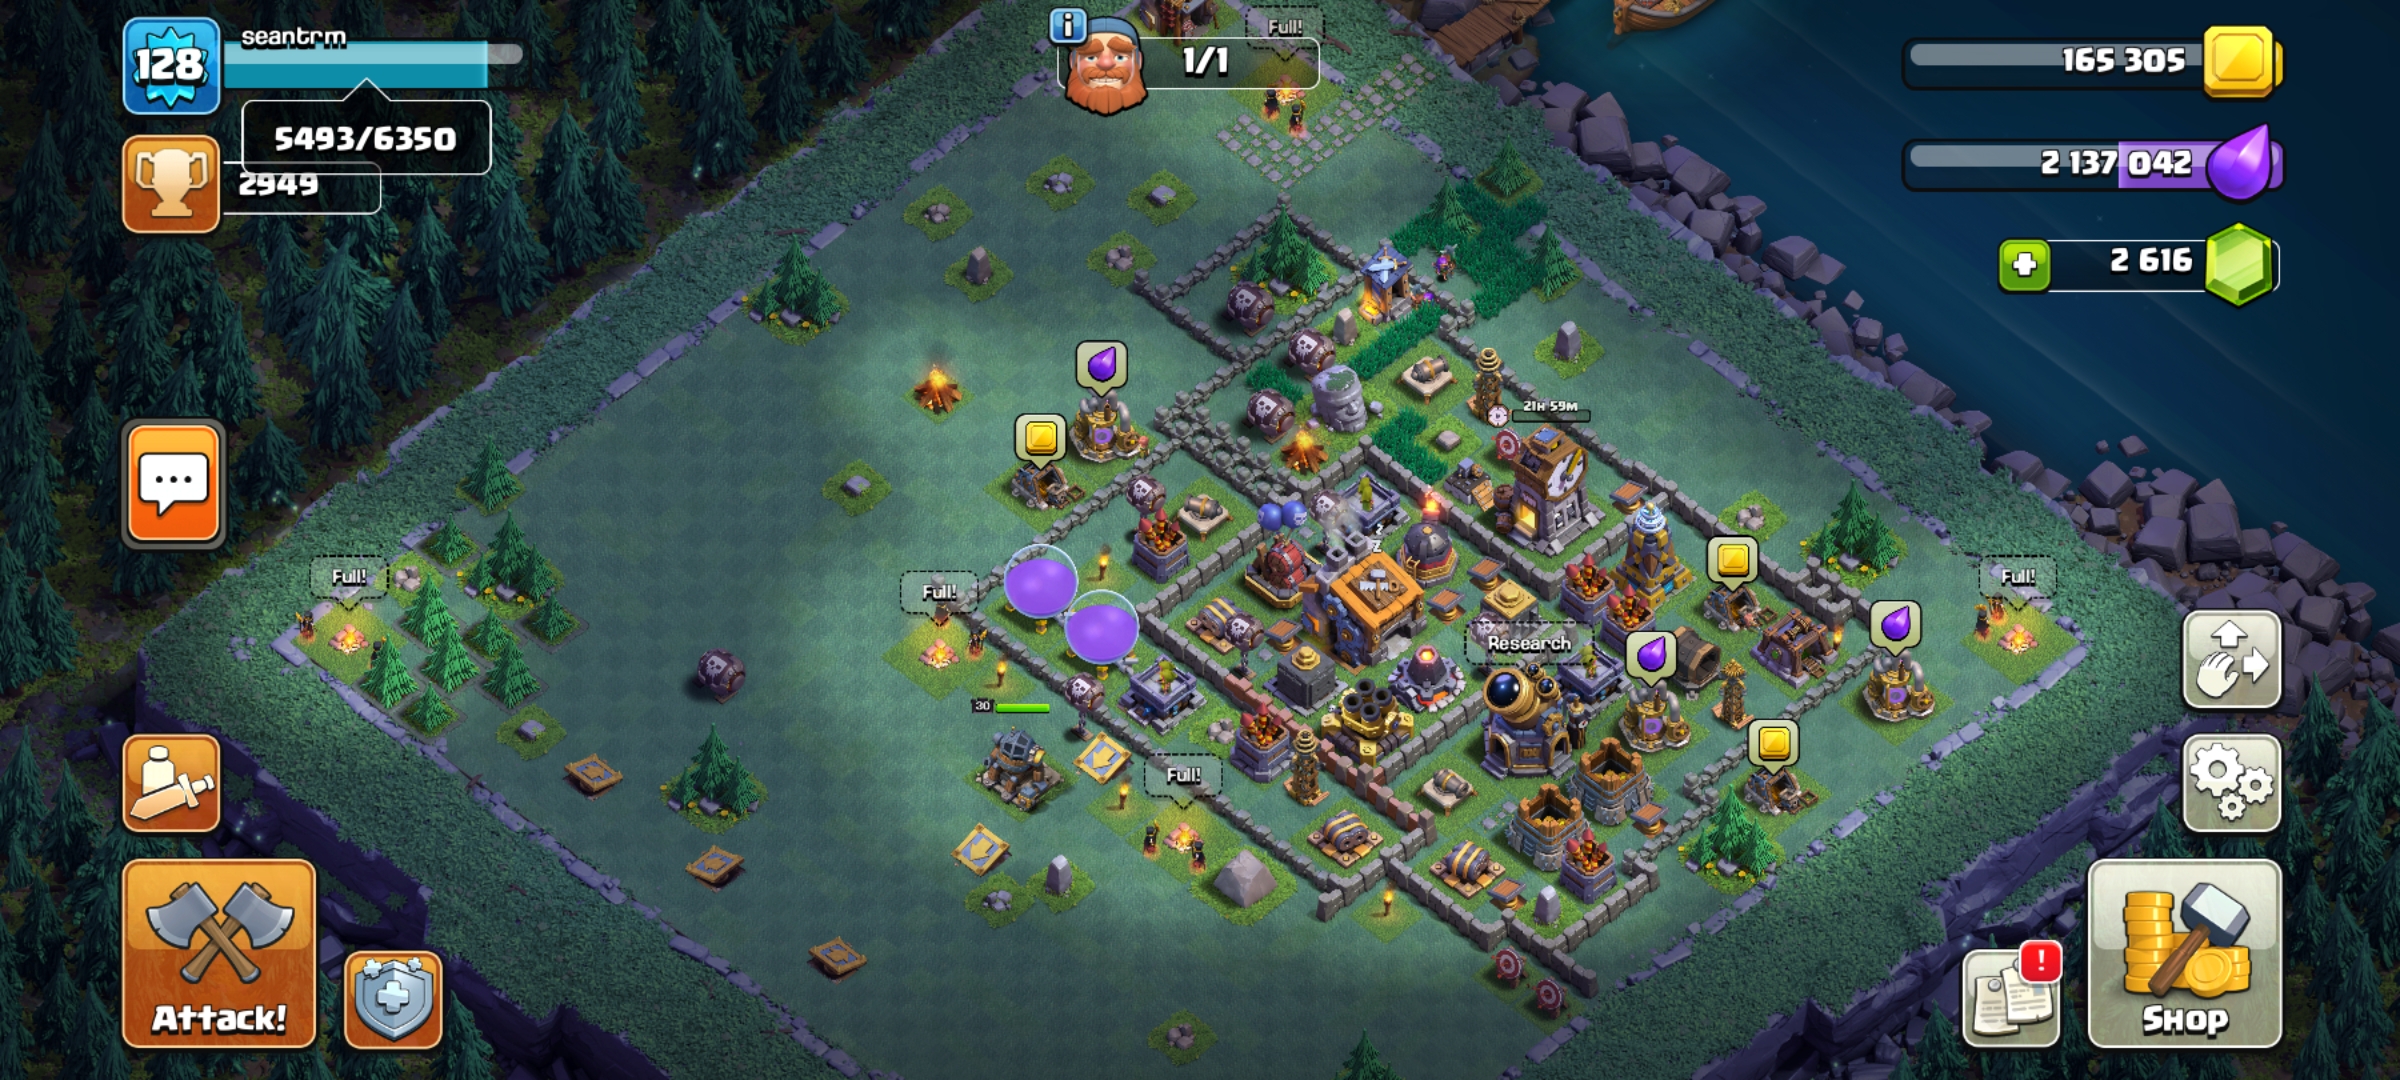 128
seantrm
5493/6350
2949
i
1/1
Full!
165 305
2 137 042
2 616
21H 59M
Full!
Full!
Full!
Research
z
z
30
Full!
Attack!
!
Shop